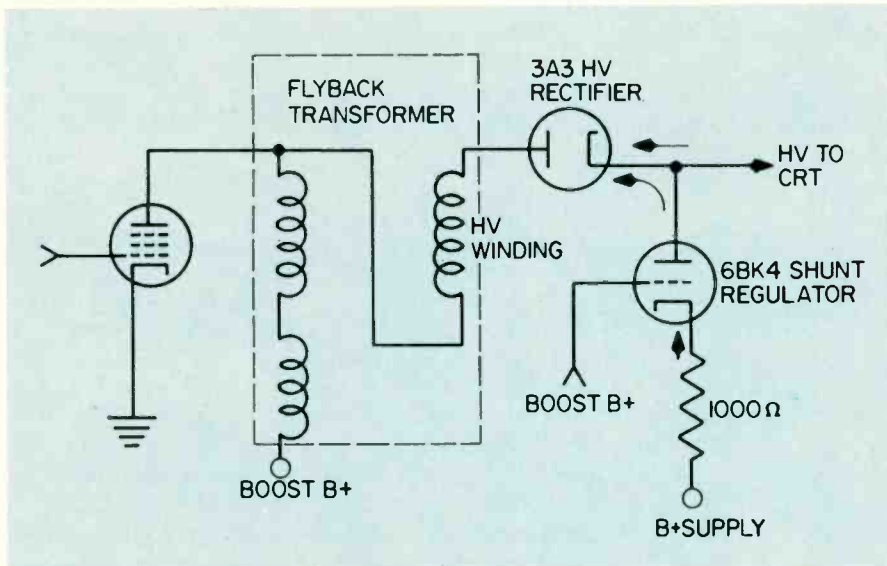 FLYBACK
TRANSFORMER
3A3 HV
RECTIFIER
HV TO
CRT
HV
WINDING
6BK4 SHUNT
REGULATOR
BOOST B+
1000Ω
BOOST B+
B+SUPPLY